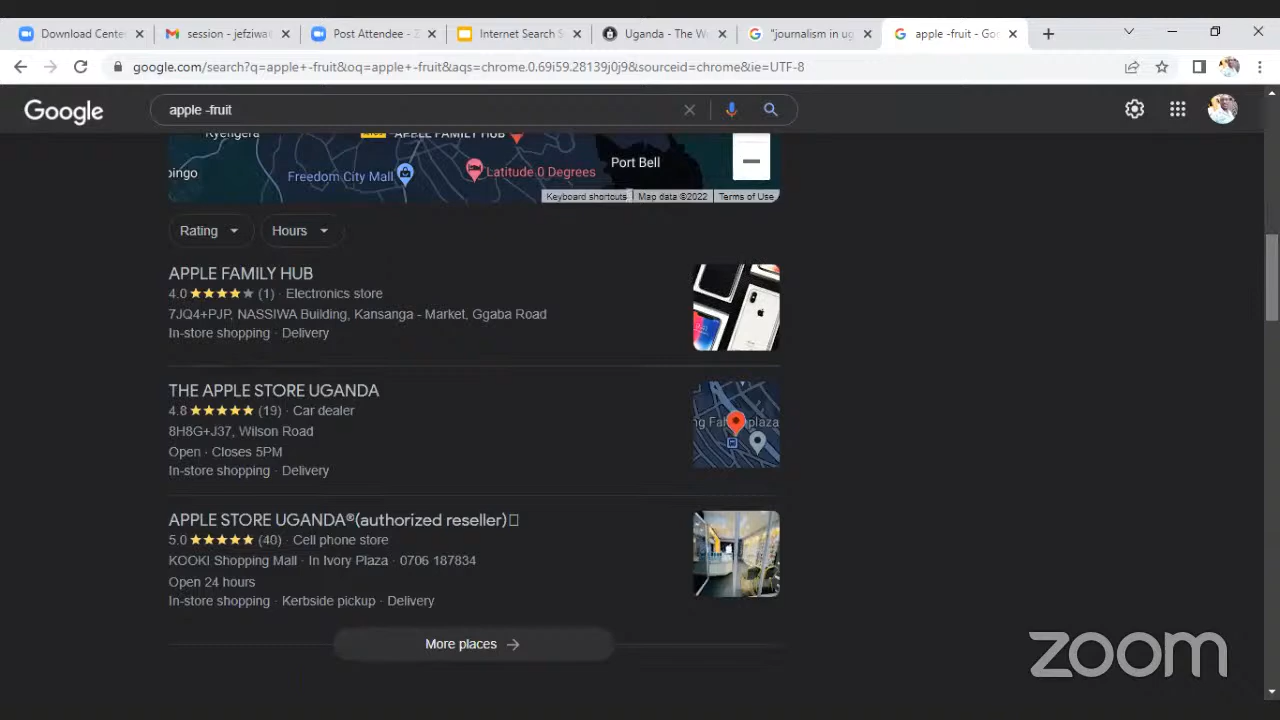 Download Cente
session - jefziwa
Post Attendee - Z
Internet Search S
Uganda - The W
"journalism in ug
apple -fruit - Goo
google.com/search?q=apple+-fruit&oq=apple+-fruit&aqs=chrome.0.69i59.28139j0j9&sourceid=chrome&ie=UTF-8
Google
apple -fruit
Kyengera
APPLE FAMILY HUB
Port Bell
pingo
Freedom City Mall
Latitude 0 Degrees
Keyboard shortcuts
Map data ©2022
Terms of Use
Rating
Hours
APPLE FAMILY HUB
4.0 ★★★★★ (1) · Electronics store
7JQ4+PJP, NASSIWA Building, Kansanga - Market, Ggaba Road
In-store shopping · Delivery
THE APPLE STORE UGANDA
4.8 ★★★★★ (19) · Car dealer
8H8G+J37, Wilson Road
Open · Closes 5PM
In-store shopping · Delivery
plaza
APPLE STORE UGANDA®(authorized reseller)
5.0 ★★★★★ (40) · Cell phone store
KOOKI Shopping Mall · In Ivory Plaza · 0706 187834
Open 24 hours
In-store shopping · Kerbside pickup · Delivery
More places →
zoom